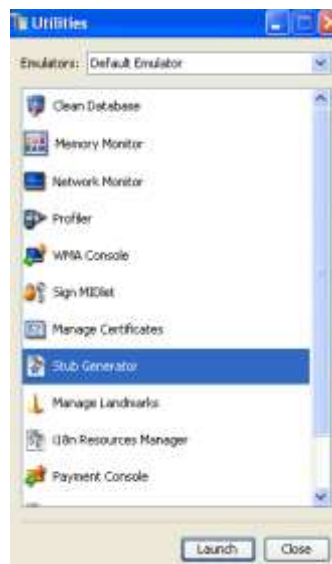 Utilities
Emulators: Default Emulator
Clean Database
Memory Monitor
Network Monitor
Profiler
WMA Console
Sign MIDlet
Manage Certificates
Stub Generator
Manage Landmarks
i18n Resources Manager
Payment Console
Launch Close